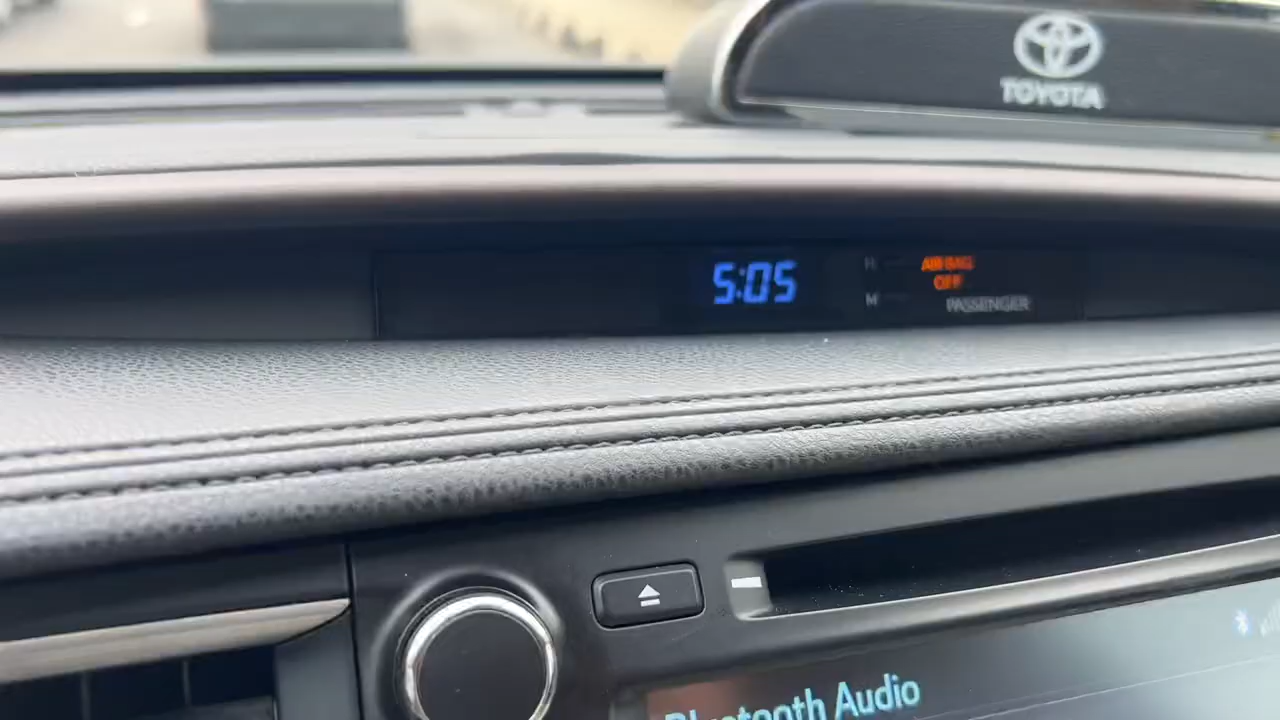 TOYOTA
5:05
H
AIR BAG
OFF
M
PASSENGER
Bluetooth Audio